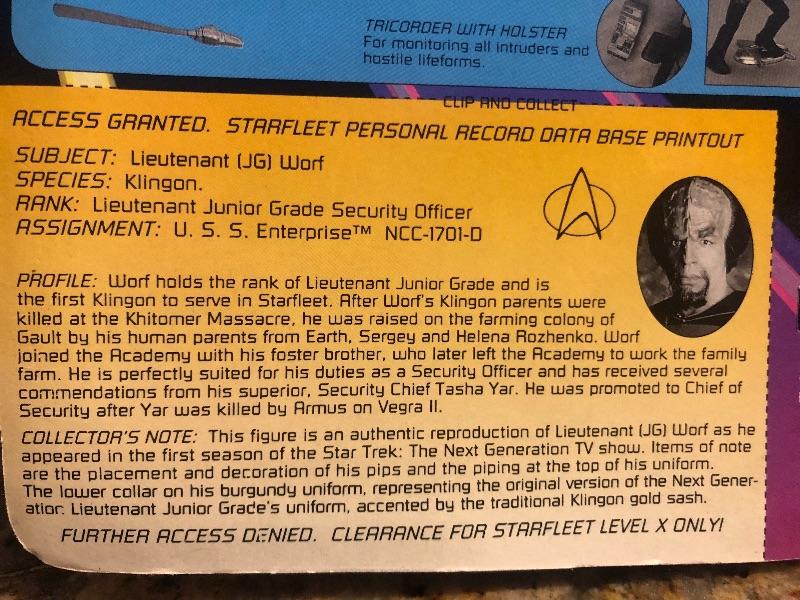 TRICORDER WITH HOLSTER
For monitoring all intruders and
hostile lifeforms.
CLIP AND COLLECT
ACCESS GRANTED. STARFLEET PERSONAL RECORD DATA BASE PRINTOUT
SUBJECT: Lieutenant (JG) Worf
SPECIES: Klingon.
RANK: Lieutenant Junior Grade Security Officer
ASSIGNMENT: U. S. S. Enterprise™ NCC-1701-D
PROFILE: Worf holds the rank of Lieutenant Junior Grade and is
the first Klingon to serve in Starfleet. After Worf's Klingon parents were
killed at the Khitomer Massacre, he was raised on the farming colony of
Gault by his human parents from Earth, Sergey and Helena Rozhenko. Worf
joined the Academy with his foster brother, who later left the Academy to work the family
farm. He is perfectly suited for his duties as a Security Officer and has received several
commendations from his superior, Security Chief Tasha Yar. He was promoted to Chief of
Security after Yar was killed by Armus on Vegra II.
COLLECTOR'S NOTE: This figure is an authentic reproduction of Lieutenant (JG) Worf as he
appeared in the first season of the Star Trek: The Next Generation TV show. Items of note
are the placement and decoration of his pips and the piping at the top of his uniform.
The lower collar on his burgundy uniform, representing the original version of the Next Gener-
ation Lieutenant Junior Grade's uniform, accented by the traditional Klingon gold sash.
FURTHER ACCESS DENIED. CLEARANCE FOR STARFLEET LEVEL X ONLY!